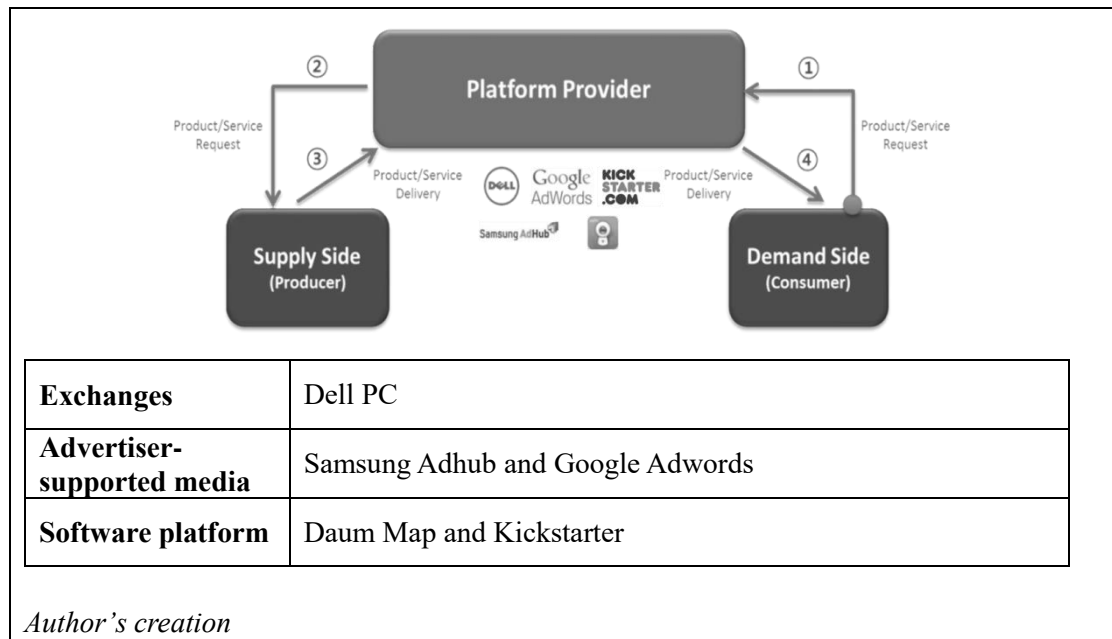 Platform Provider
②
①
Product/Service
Request
Product/Service
Request
③
④
Product/Service
Delivery
DELL
Google
AdWords
KICK
STARTER
.COM
Product/Service
Delivery
Samsung AdHub
Supply Side
(Producer)
Demand Side
(Consumer)
Exchanges
Dell PC
Advertiser-
supported media
Samsung Adhub and Google Adwords
Software platform
Daum Map and Kickstarter
Author’s creation